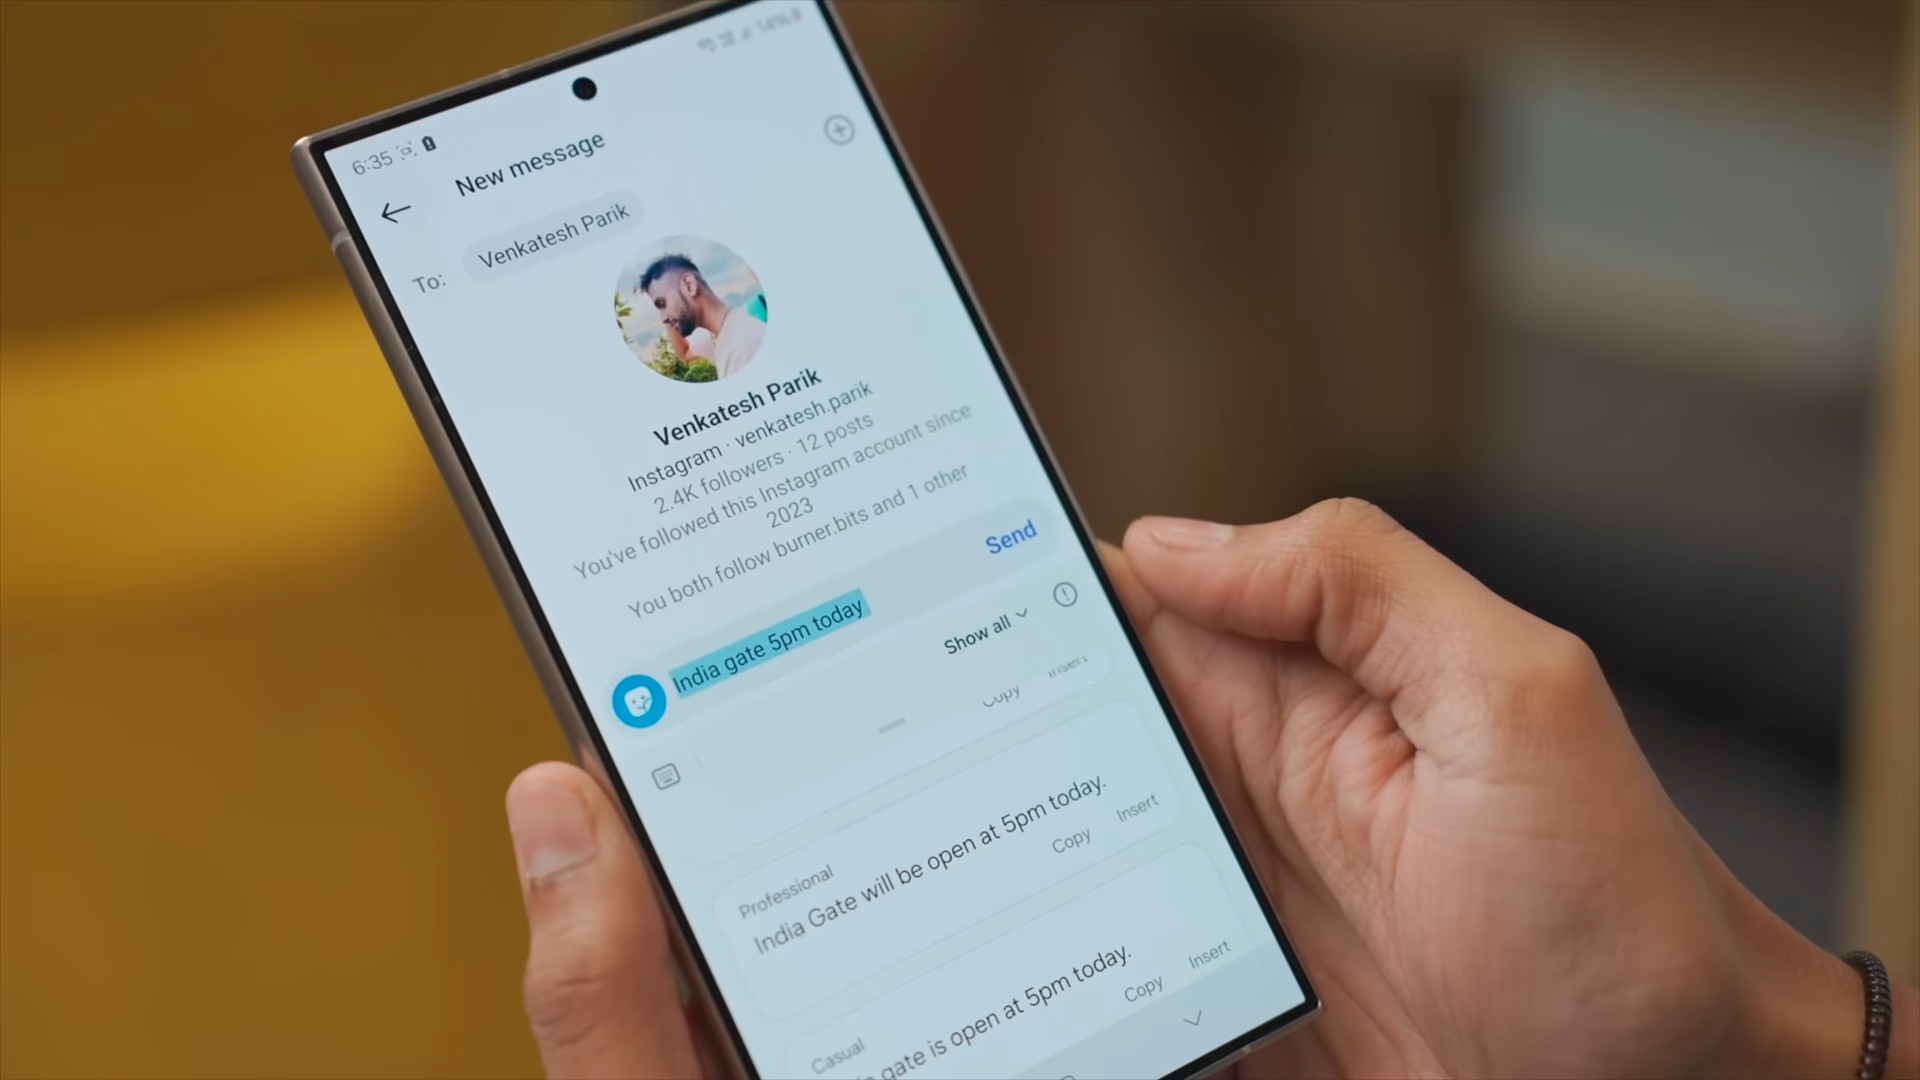 6:35
14%
New message
To: Venkatesh Parik
Venkatesh Parik
Instagram · venkatesh.parik
2.4K followers · 12 posts
You've followed this Instagram account since
2023
You both follow burner.bits and 1 other
India gate 5pm today
Send
Show all
Copy Insert
Professional
India Gate will be open at 5pm today.
Copy Insert
Casual
gate is open at 5pm today.
Copy Insert